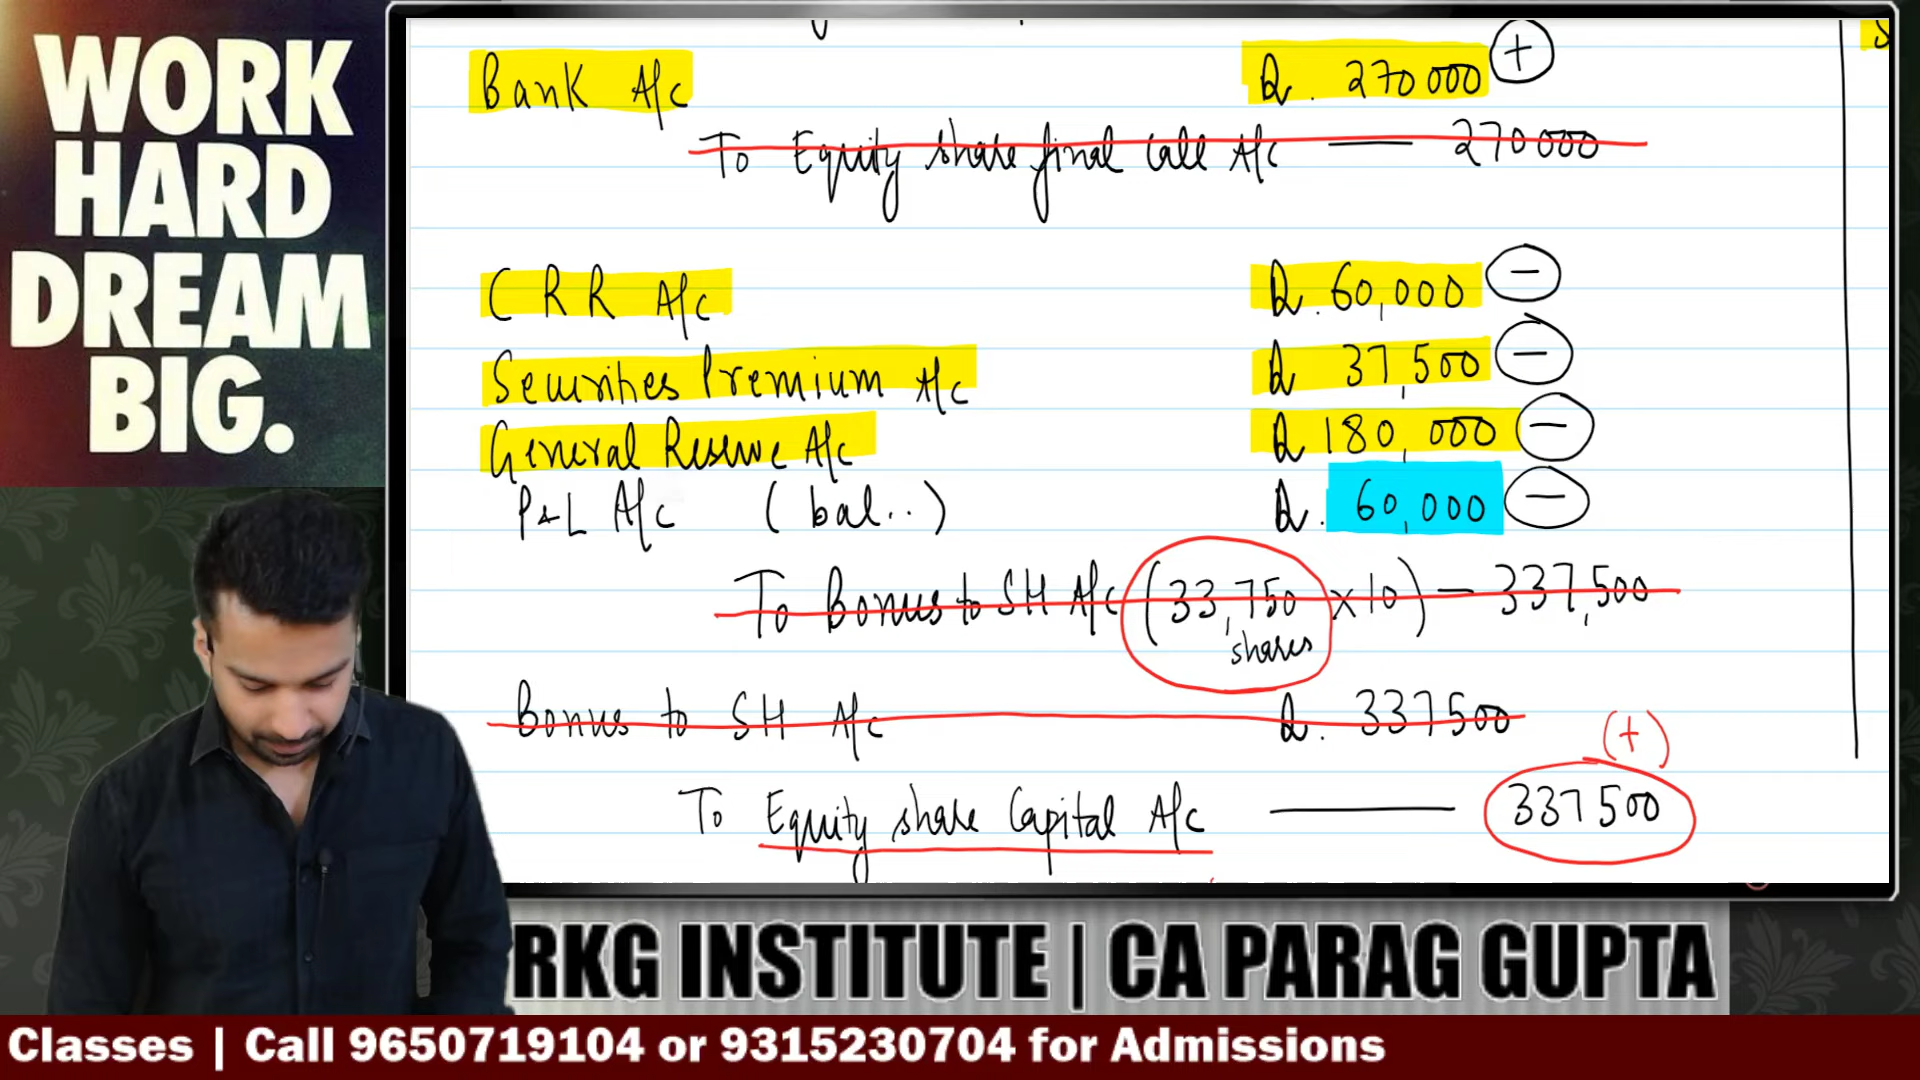 WORK
HARD
DREAM
BIG.
Bank A/c Dr. 270000 +
To Equity share final call A/c — 270000
CRR A/c Dr. 60,000 −
Securities Premium A/c Dr 37,500 −
General Reserve A/c Dr 180,000 −
P&L A/c (bal..) Dr. 60,000 −
To Bonus to SH A/c (33,750 shares × 10) — 337,500
Bonus to SH A/c Dr. 337500
(+)
To Equity share Capital A/c — 337500
RKG INSTITUTE | CA PARAG GUPTA
Classes | Call 9650719104 or 9315230704 for Admissions